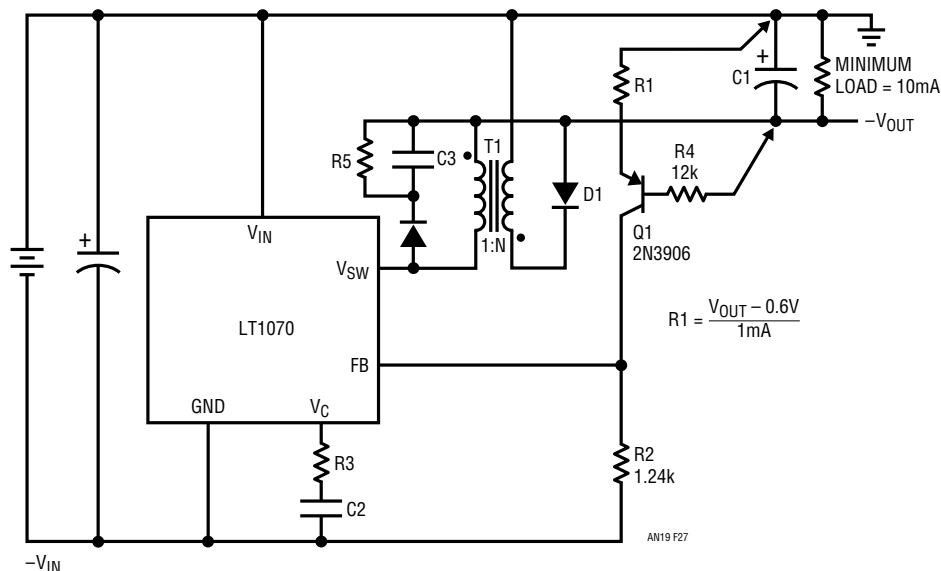 R1
+
C1
MINIMUM
LOAD = 10mA
–VOUT
R5
C3
T1
D1
R4
12k
+
VIN
VSW
1:N
Q1
2N3906
LT1070
R1 = VOUT – 0.6V
1mA
FB
GND
VC
R3
R2
1.24k
C2
AN19 F27
–VIN